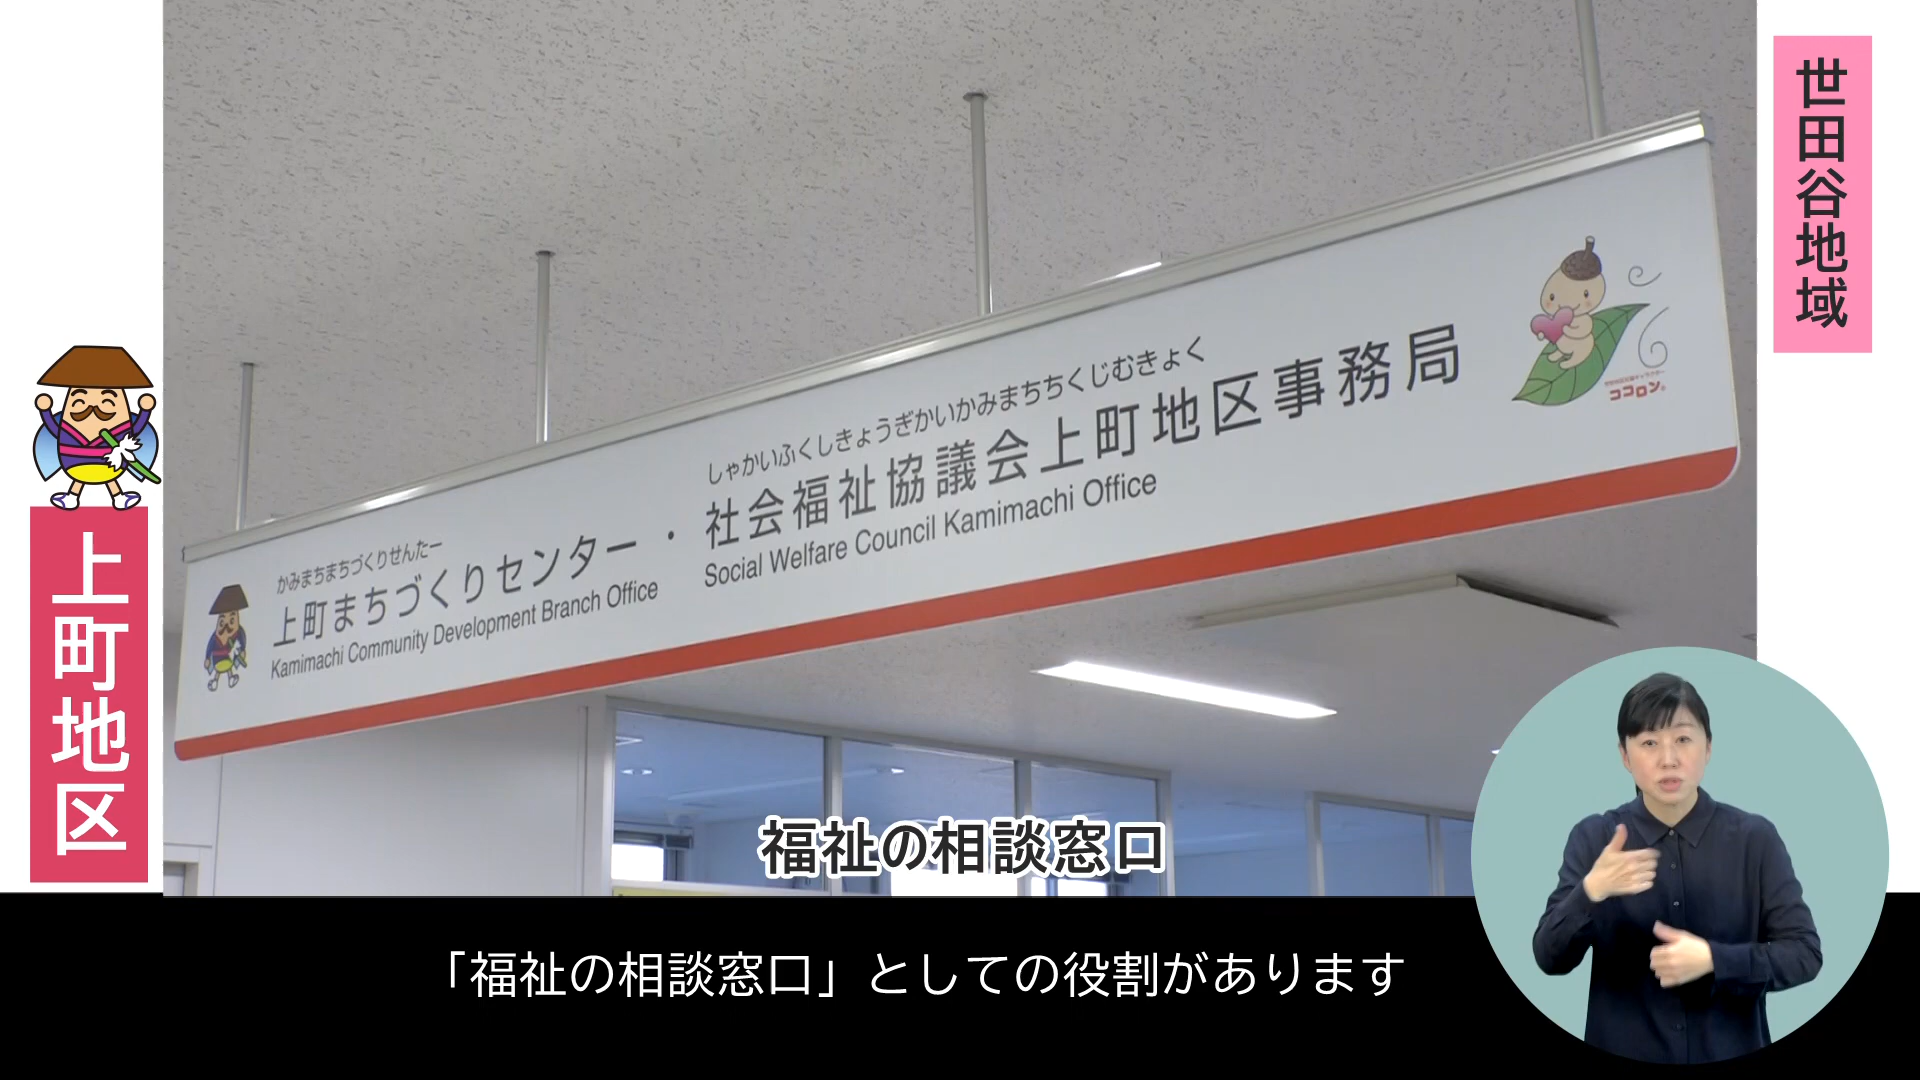 世田谷地域
上町地区
かみまちまちづくりせんたー
上町まちづくりセンター・
Kamimachi Community Development Branch Office
しゃかいふくしきょうぎかいかみまちちくじむきょく
社会福祉協議会上町地区事務局
Social Welfare Council Kamimachi Office
ココロン
福祉の相談窓口
「福祉の相談窓口」としての役割があります